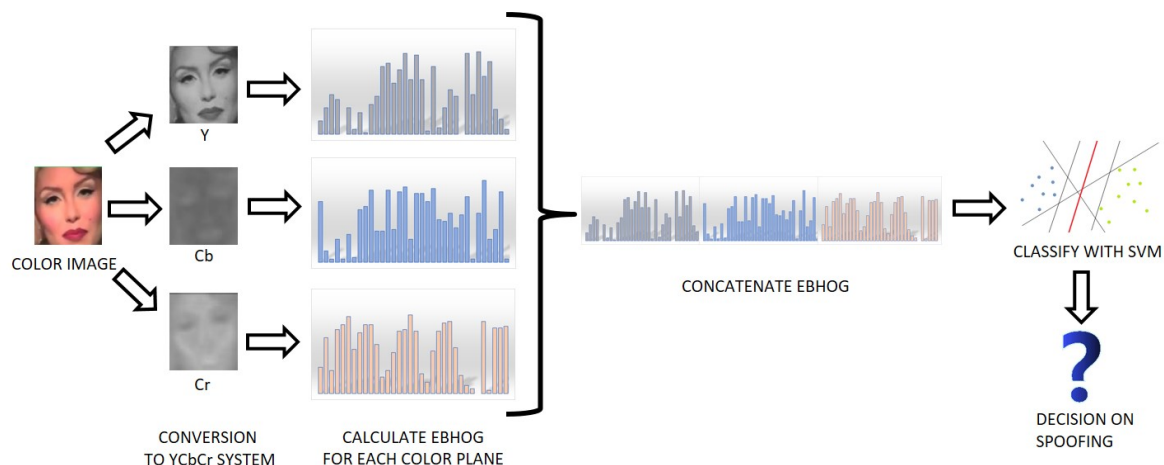 COLOR IMAGE
Y
Cb
Cr
CONVERSION
TO YCbCr SYSTEM
CALCULATE EBHOG
FOR EACH COLOR PLANE
CONCATENATE EBHOG
CLASSIFY WITH SVM
?
DECISION ON
SPOOFING